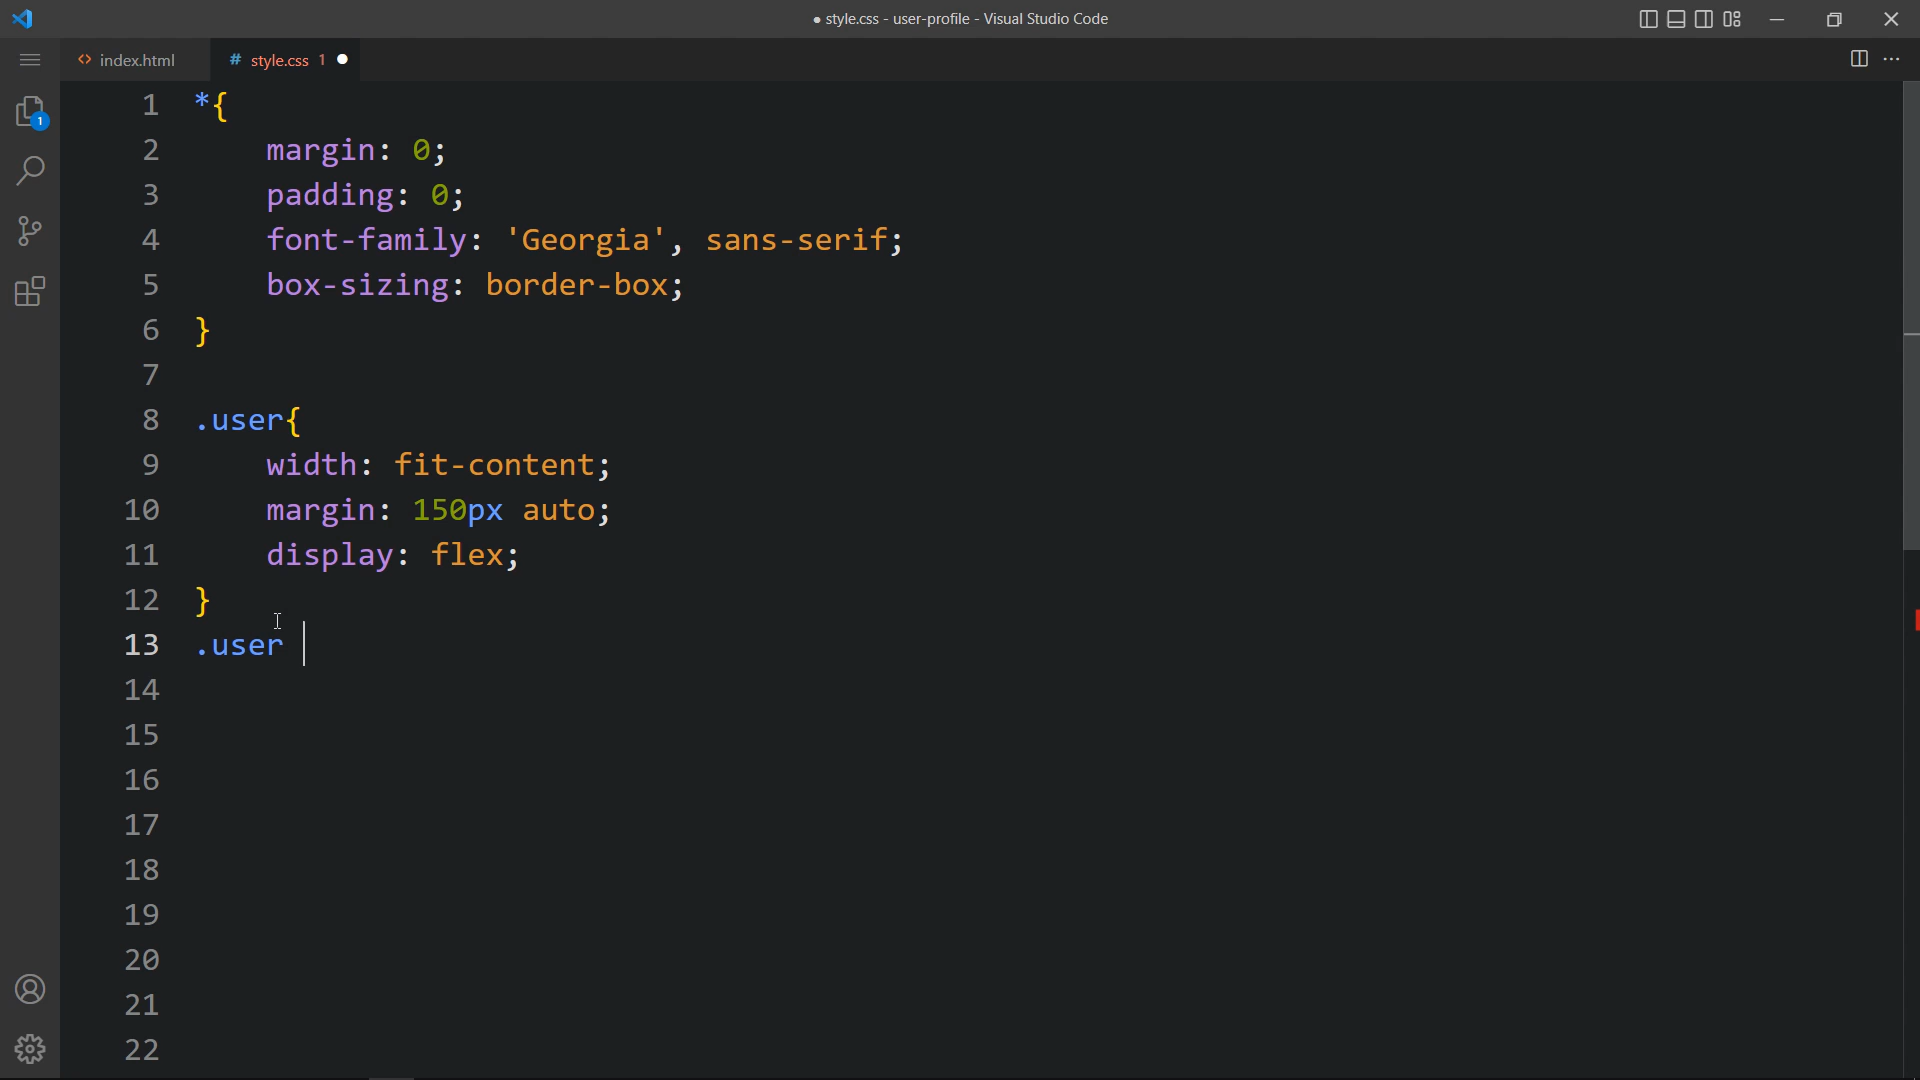 ● style.css - user-profile - Visual Studio Code
index.html
# style.css 1 ●
1
1 *{
2 margin: 0;
3 padding: 0;
4 font-family: 'Georgia', sans-serif;
5 box-sizing: border-box;
6 }
7
8 .user{
9 width: fit-content;
10 margin: 150px auto;
11 display: flex;
12 }
13 .user
14
15
16
17
18
19
20
21
22